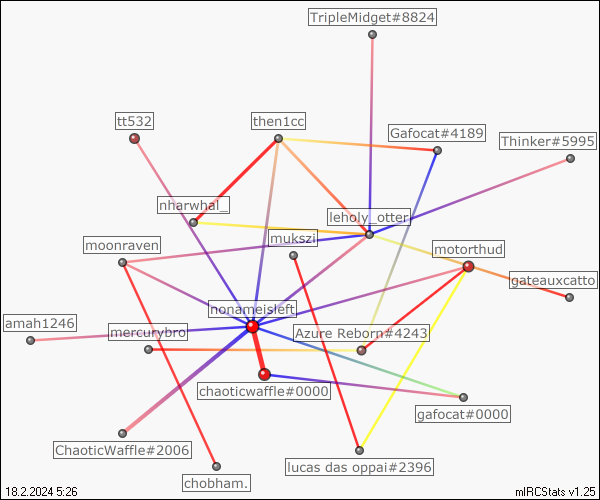 TripleMidget#8824
tt532
then1cc
Gafocat#4189
Thinker#5995
nharwhal_
leholy_otter
mukszi
moonraven
motorthud
gateauxcatto
nonameisleft
amah1246
mercurybro
Azure Reborn#4243
chaoticwaffle#0000
gafocat#0000
ChaoticWaffle#2006
lucas das oppai#2396
chobham.
18.2.2024 5:26
mIRCStats v1.25